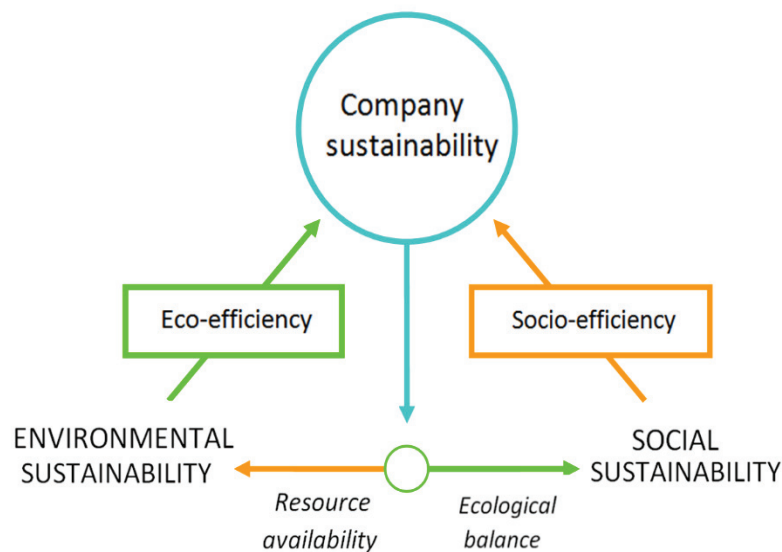 Company
sustainability
Eco-efficiency
Socio-efficiency
ENVIRONMENTAL
SUSTAINABILITY
SOCIAL
SUSTAINABILITY
Resource
availability
Ecological
balance